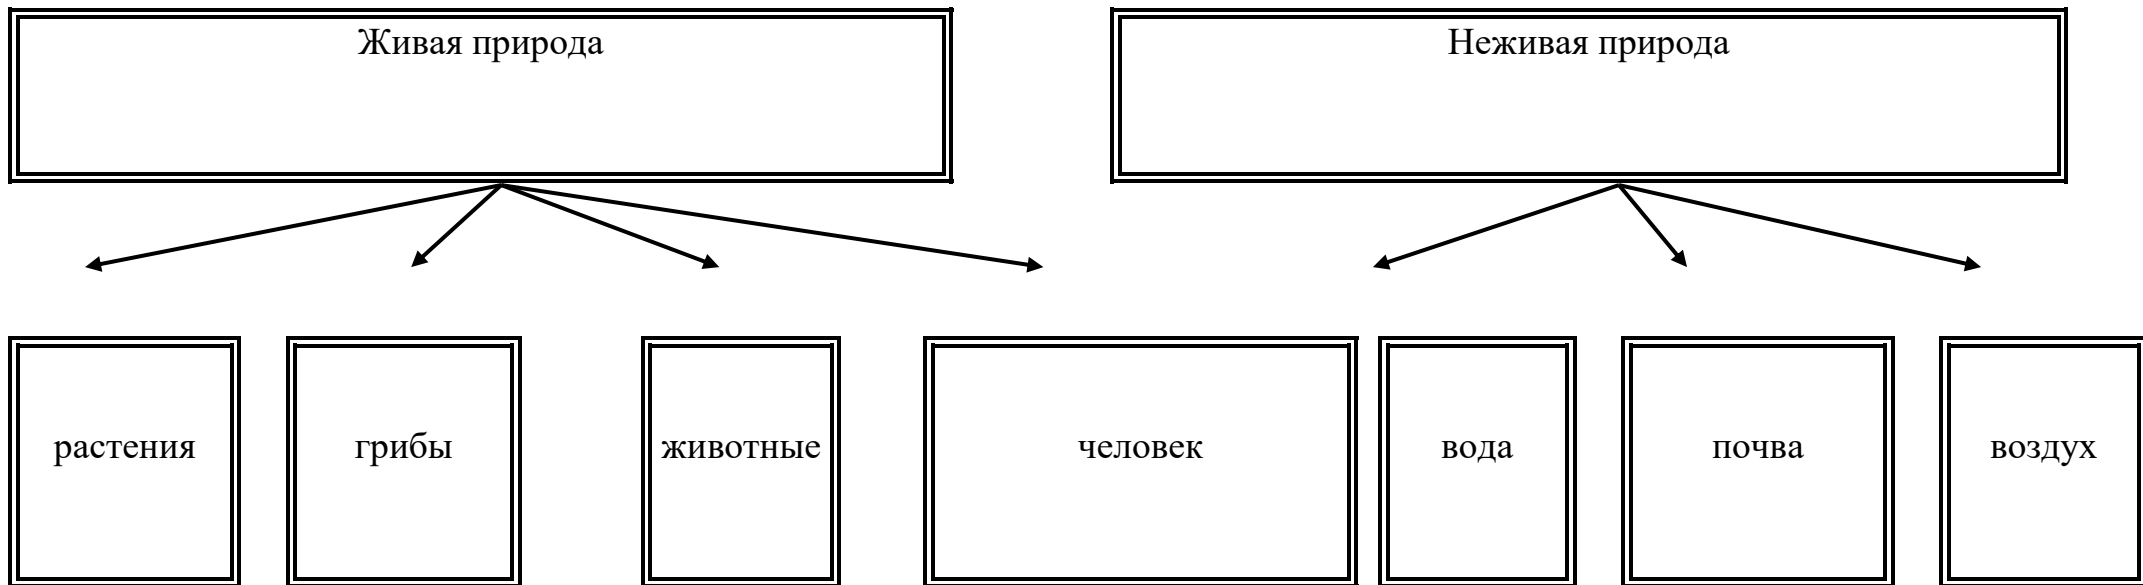 Живая природа
Неживая природа
растения
грибы
животные
человек
вода
почва
воздух